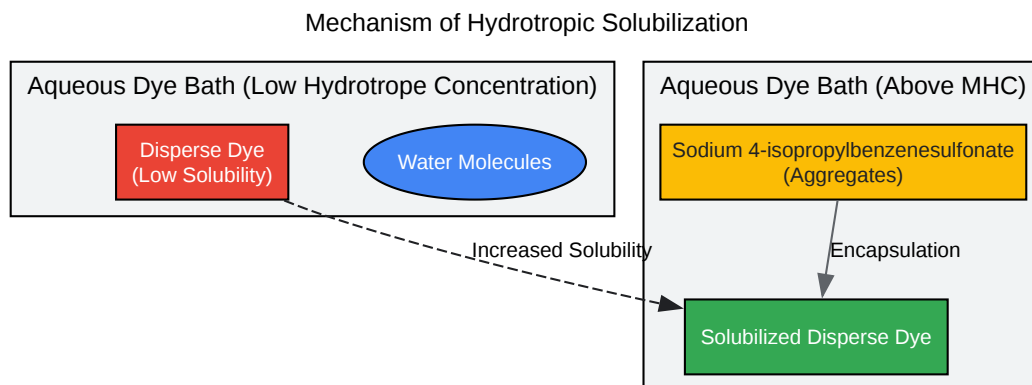 Mechanism of Hydrotropic Solubilization
Aqueous Dye Bath (Low Hydrotrope Concentration)
Disperse Dye
(Low Solubility)
Water Molecules
Aqueous Dye Bath (Above MHC)
Sodium 4-isopropylbenzenesulfonate
(Aggregates)
Increased Solubility
Encapsulation
Solubilized Disperse Dye